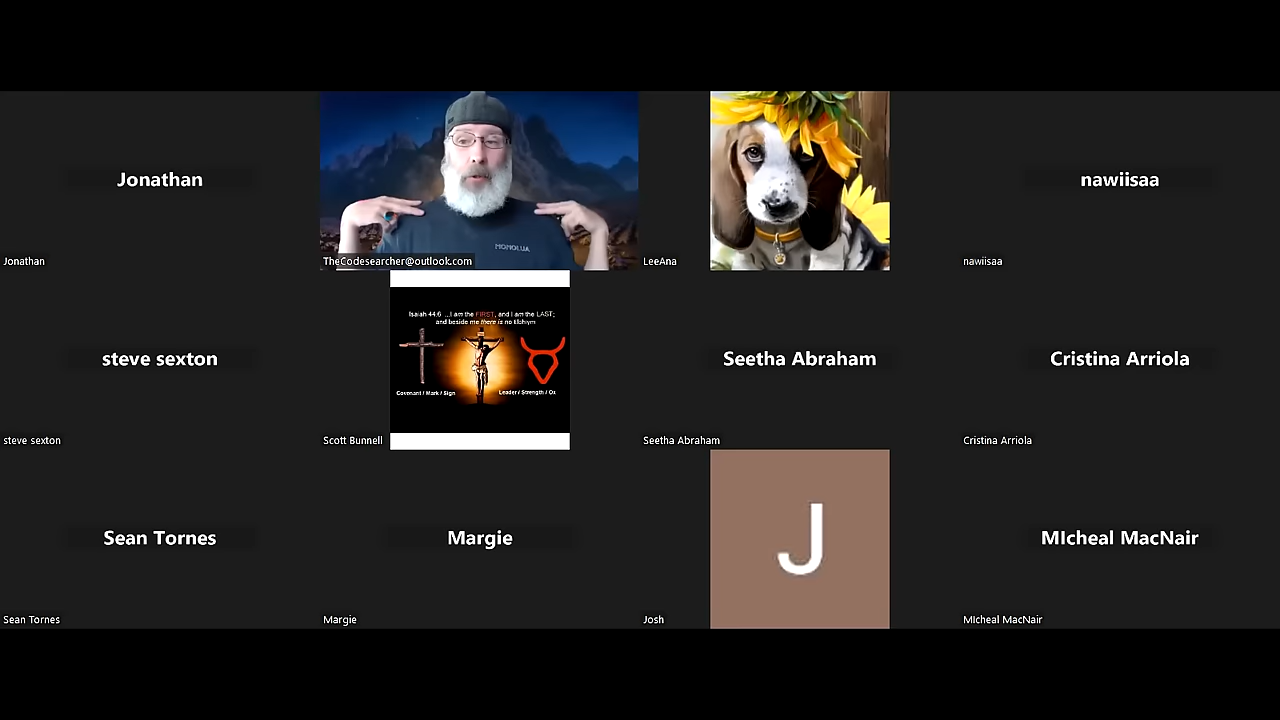 Jonathan
Jonathan
MOMOLUA
TheCodesearcher@outlook.com
LeeAna
nawiisaa
nawiisaa
steve sexton
steve sexton
Isaiah 44:6 ...I am the FIRST, and I am the LAST;
and beside me there is no Elohiym
Covenant / Mark / Sign
Leader / Strength / Ox
Scott Bunnell
Seetha Abraham
Seetha Abraham
Cristina Arriola
Cristina Arriola
Sean Tornes
Sean Tornes
Margie
Margie
J
Josh
MIcheal MacNair
MIcheal MacNair